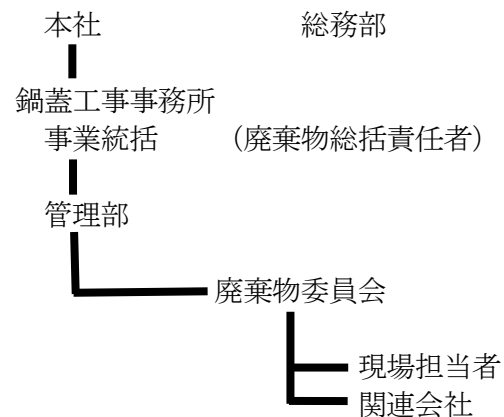 本社 総務部
鍋蓋工事事務所
事業統括 （廃棄物総括責任者）
管理部
廃棄物委員会
現場担当者
関連会社